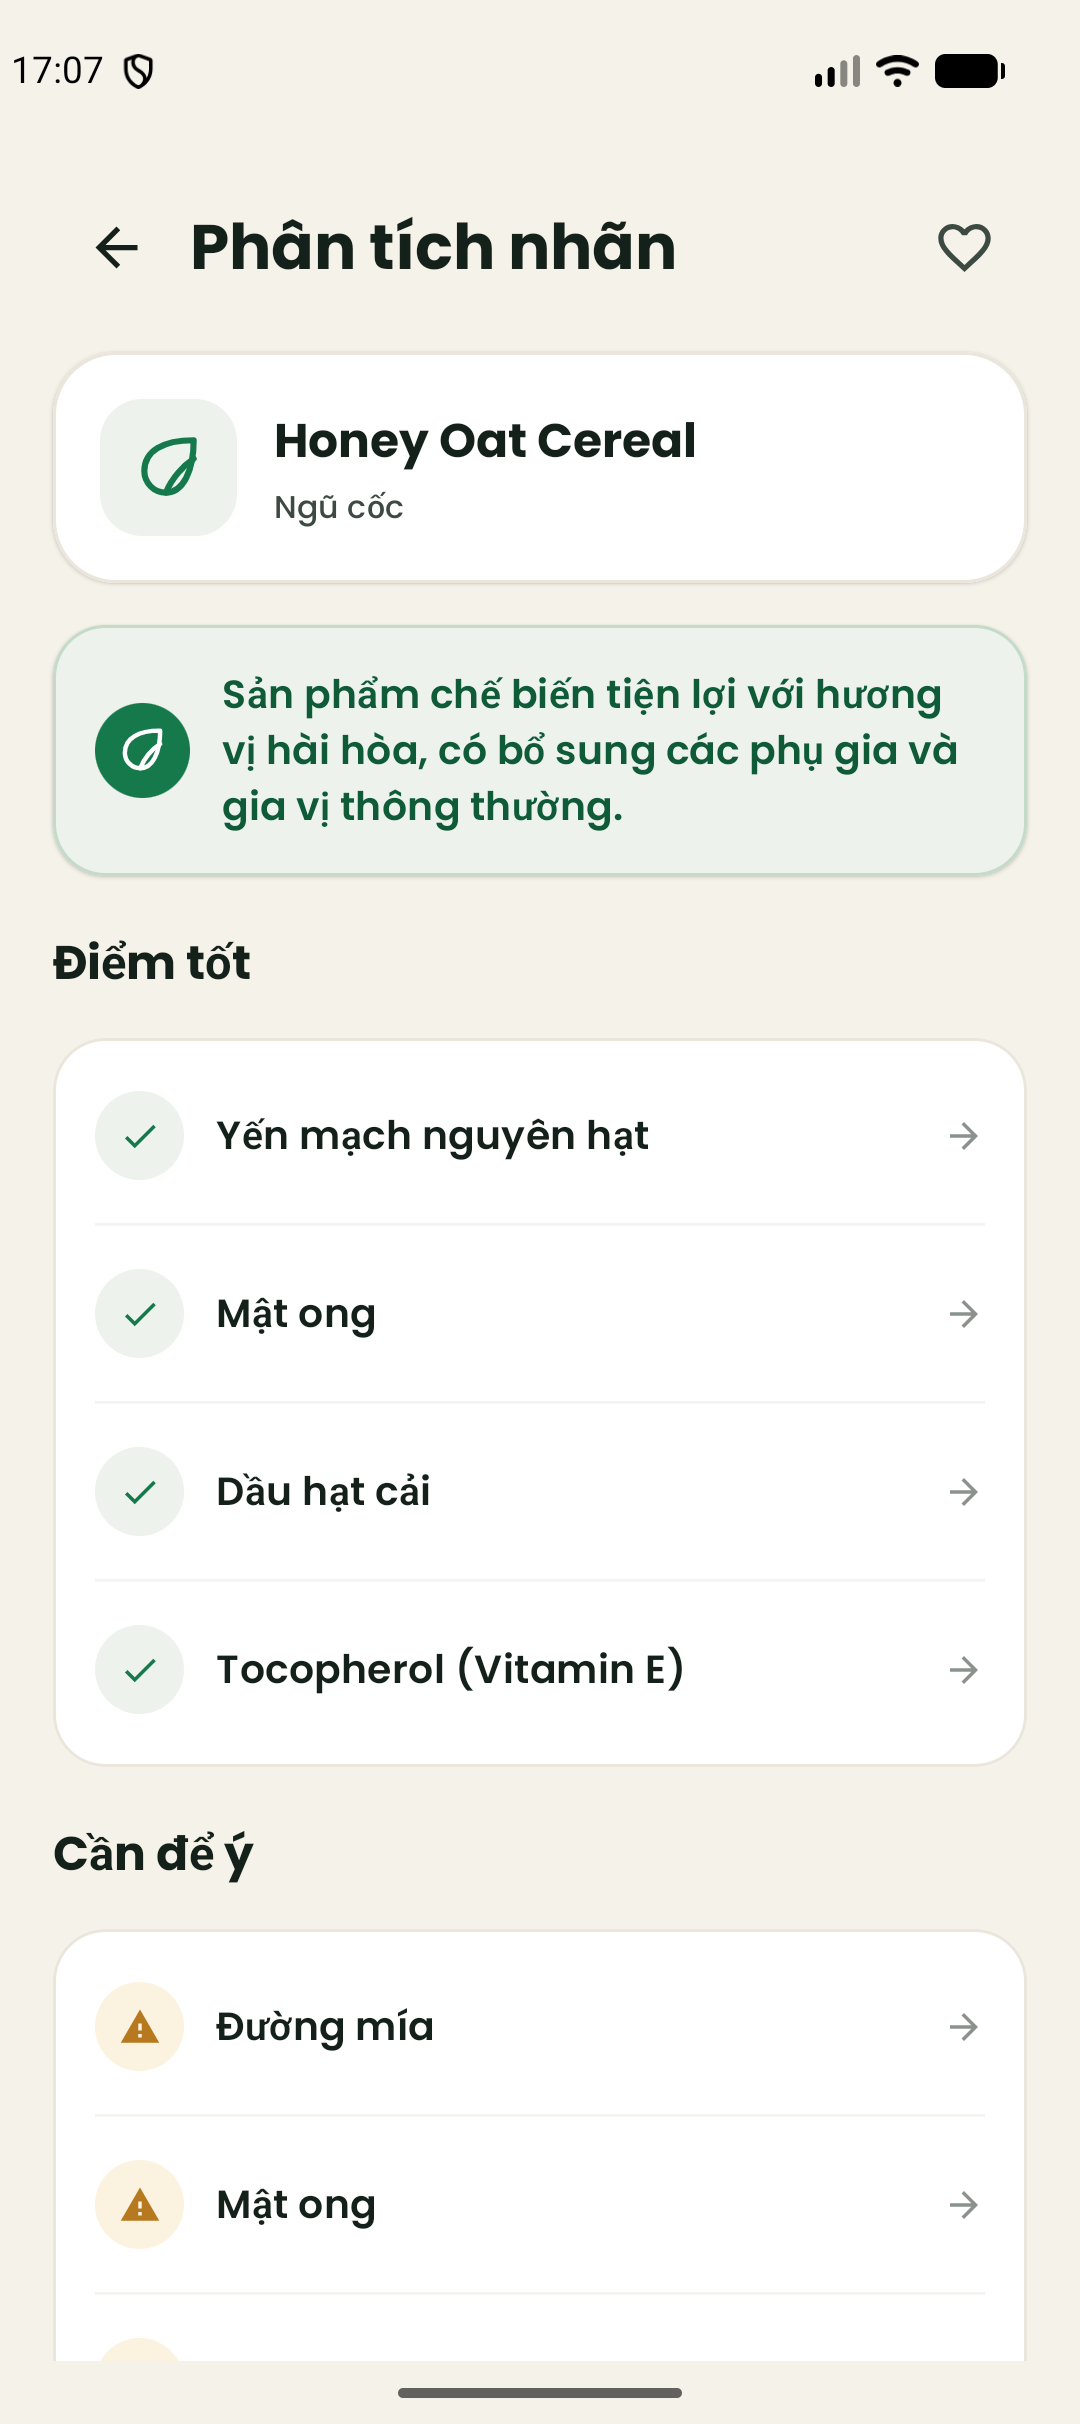 17:07
Phân tích nhãn
Honey Oat Cereal
Ngũ cốc
Sản phẩm chế biến tiện lợi với hương
vị hài hòa, có bổ sung các phụ gia và
gia vị thông thường.
Điểm tốt
Yến mạch nguyên hạt
Mật ong
Dầu hạt cải
Tocopherol (Vitamin E)
Cần để ý
Đường mía
Mật ong